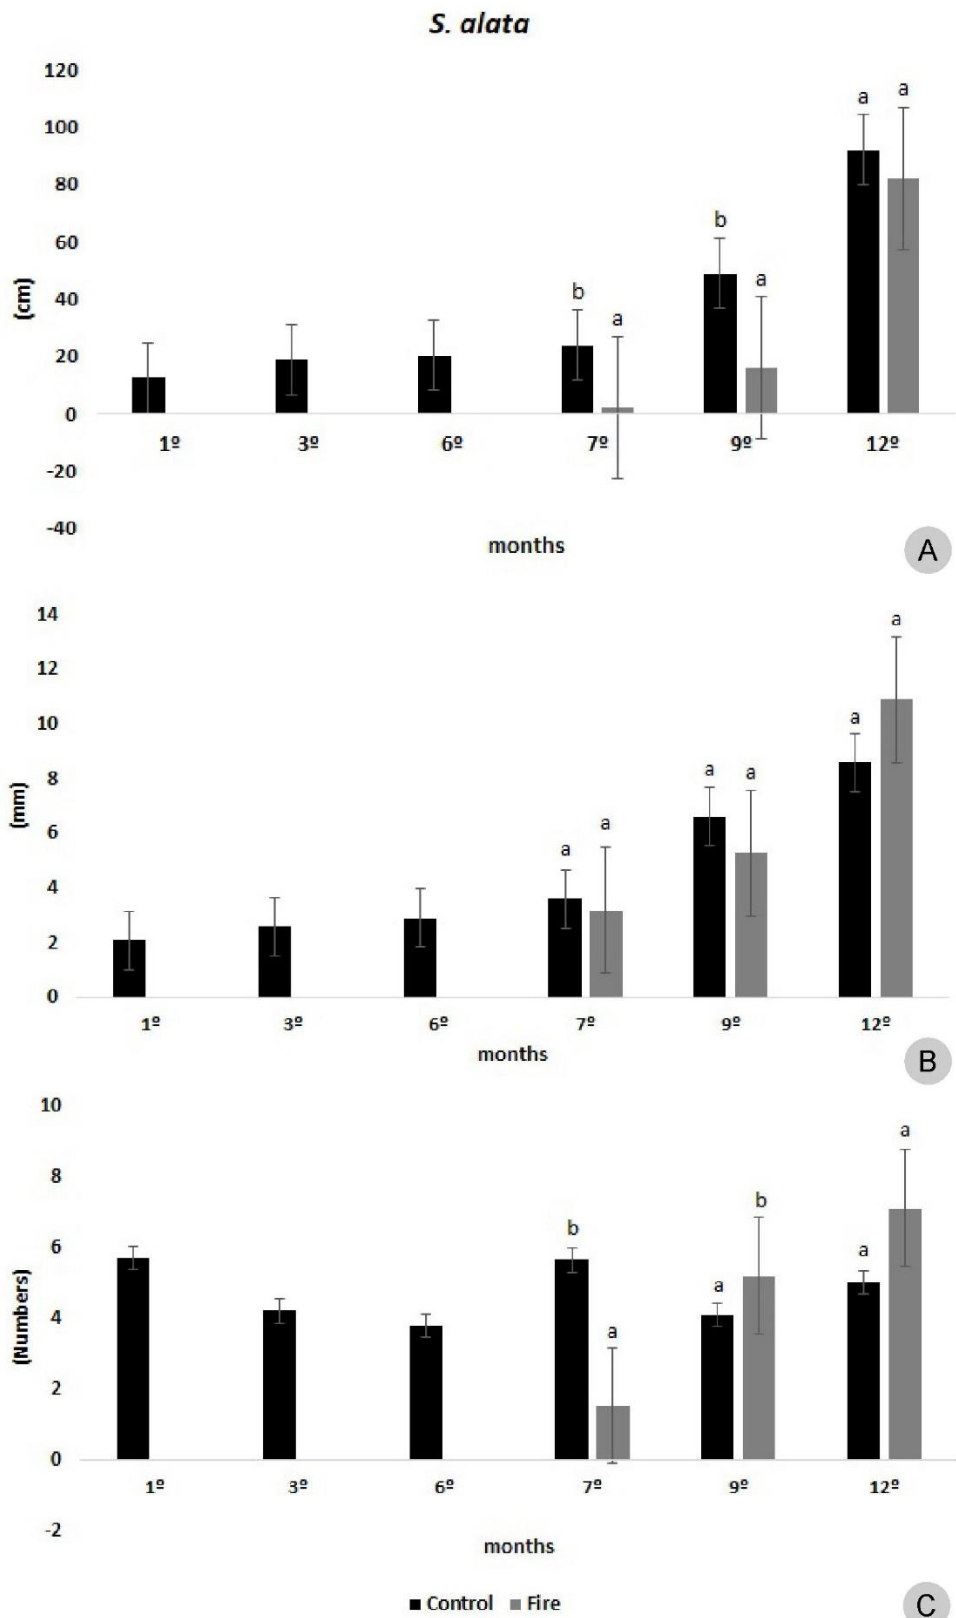 S. alata
120
a
a
100
80
b
60
(cm)
b
a
40
a
20
0
1º 3º 6º 7º 9º 12º
-20
-40
months
A
14
a
12
a
10
a
a
8
(mm)
a
6
a
4
2
0
1º 3º 6º 7º 9º 12º
months
B
10
a
8
b
b
6
a
a
(Numbers)
4
a
2
0
1º 3º 6º 7º 9º 12º
-2
months
Control Fire
C